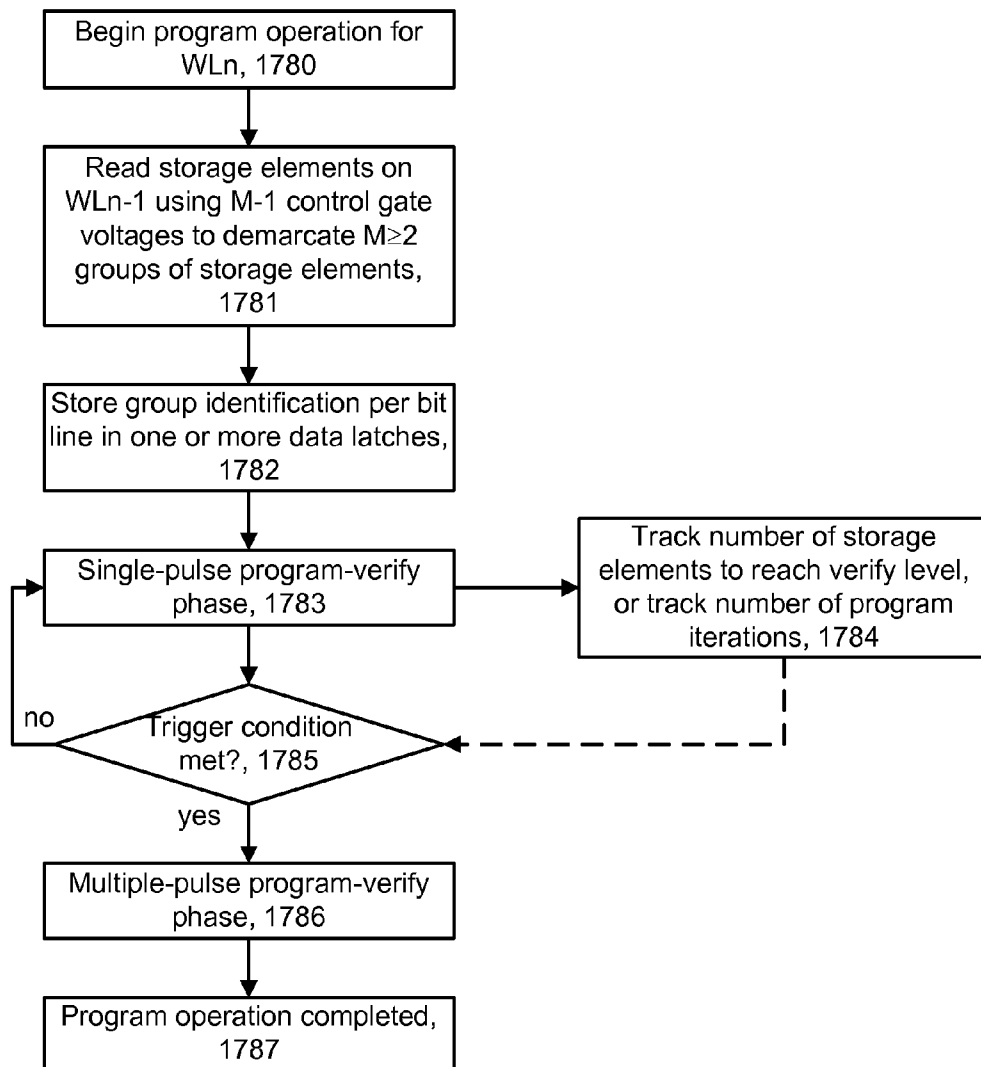 Begin program operation for
WLn, 1780
Read storage elements on
WLn-1 using M-1 control gate
voltages to demarcate M≥2
groups of storage elements,
1781
Store group identification per bit
line in one or more data latches,
1782
Single-pulse program-verify
phase, 1783
Track number of storage
elements to reach verify level,
or track number of program
iterations, 1784
no
Trigger condition
met?, 1785
yes
Multiple-pulse program-verify
phase, 1786
Program operation completed,
1787